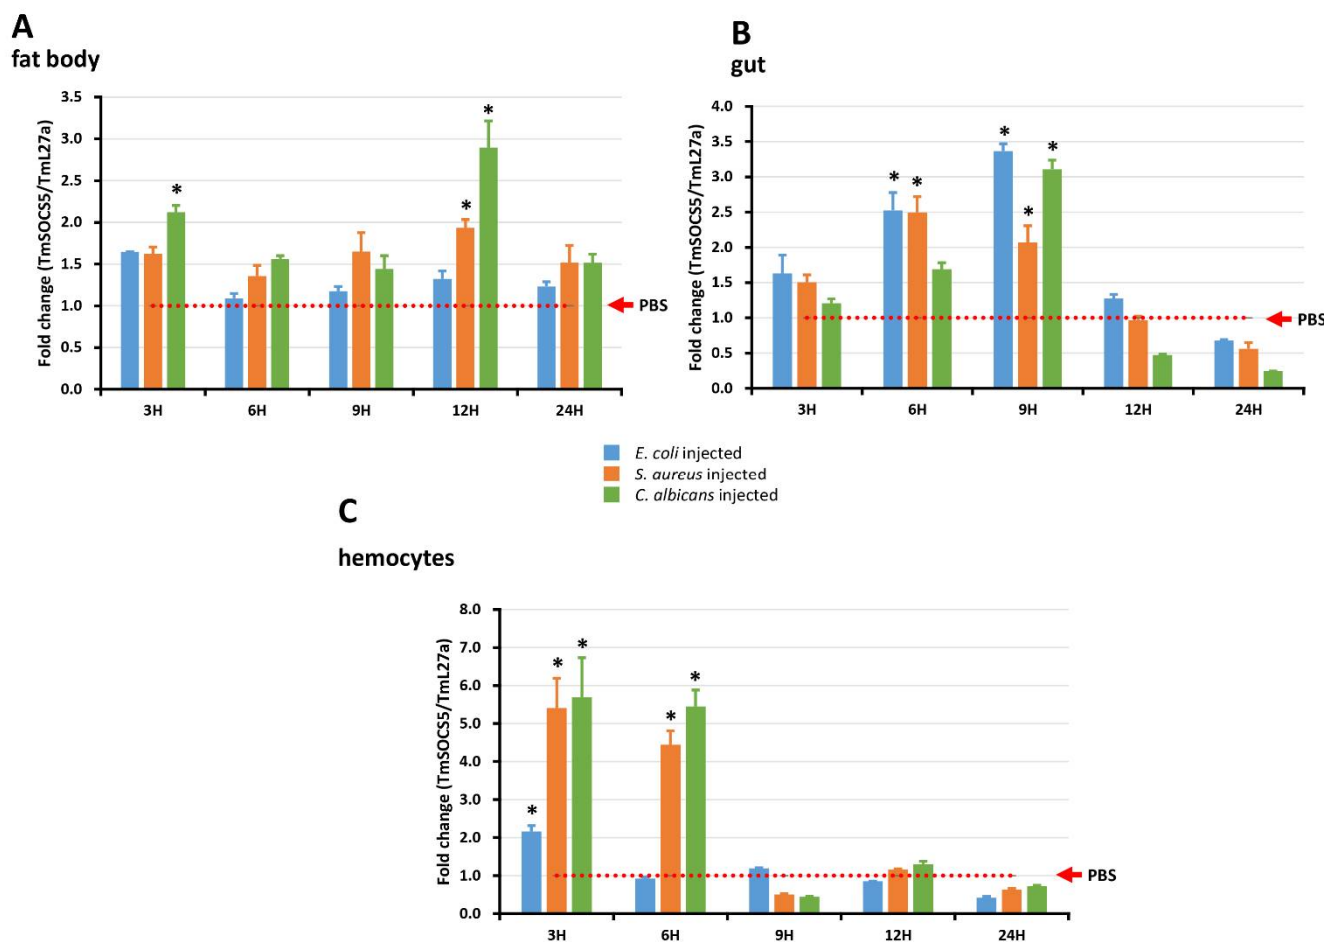 A
fat body
Fold change (TmSOCS5/TmL27a)
3.5
3.0
2.5
2.0
1.5
1.0
0.5
0.0
* * *
PBS
3H 6H 9H 12H 24H
B
gut
Fold change (TmSOCS5/TmL27a)
4.0
3.5
3.0
2.5
2.0
1.5
1.0
0.5
0.0
* * * * *
PBS
3H 6H 9H 12H 24H
E. coli injected
S. aureus injected
C. albicans injected
C
hemocytes
Fold change (TmSOCS5/TmL27a)
8.0
7.0
6.0
5.0
4.0
3.0
2.0
1.0
0.0
* * * * *
PBS
3H 6H 9H 12H 24H